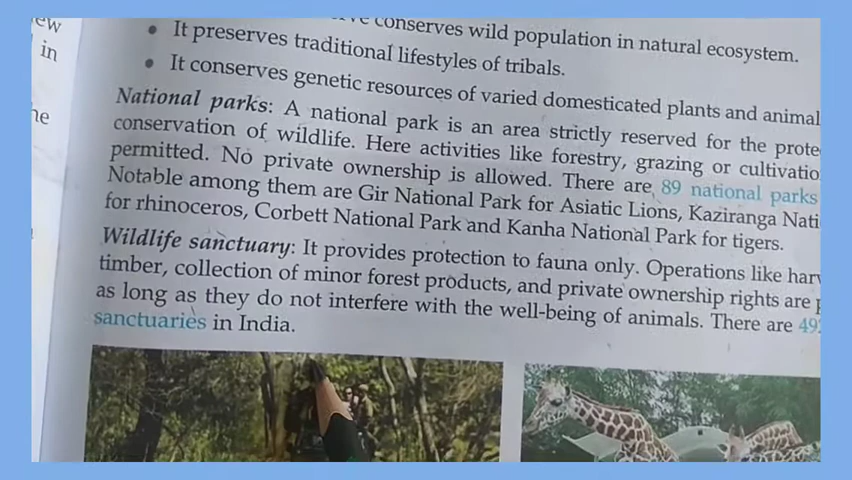 ew
in
he
conserves wild population in natural ecosystem.
• It preserves traditional lifestyles of tribals.
• It conserves genetic resources of varied domesticated plants and animal
National parks: A national park is an area strictly reserved for the
conservation of wildlife. Here activities like forestry, grazing or
permitted. No private ownership is allowed. There are 89 national parks
Notable among them are Gir National Park for Asiatic Lions, Kaziranga
for rhinoceros, Corbett National Park and Kanha National Park for tigers.
Wildlife sanctuary: It provides protection to fauna only. Operations like
timber, collection of minor forest products, and private ownership rights are
as long as they do not interfere with the well-being of animals. There are
sanctuaries in India.